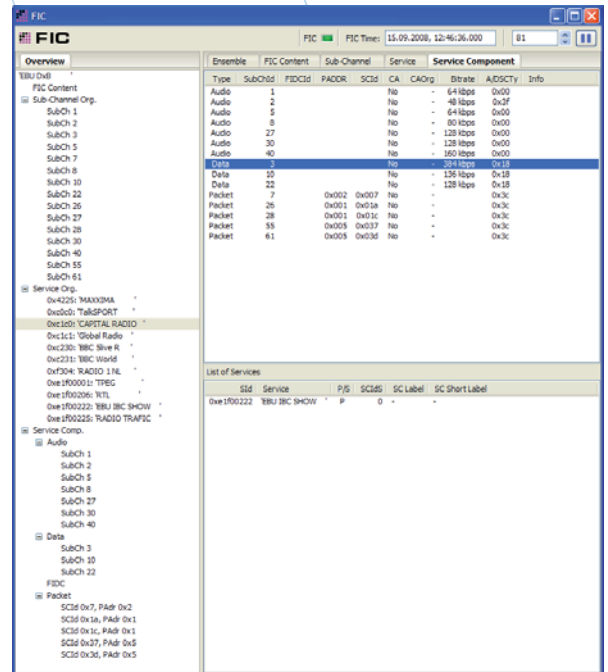 FIC
FIC
FIC FIC Time: 15.09.2008, 12:46:36.000 81
Overview
EBU DxB '
FIC Content
Sub-Channel Org.
SubCh 1
SubCh 2
SubCh 3
SubCh 5
SubCh 7
SubCh 8
SubCh 10
SubCh 22
SubCh 26
SubCh 27
SubCh 28
SubCh 30
SubCh 40
SubCh 55
SubCh 61
Service Org.
0x4225: 'MAXXIMA '
0xc0c0: 'TalkSPORT '
0xc1c0: 'CAPITAL RADIO '
0xc1c1: 'Global Radio '
0xc230: 'BBC 5live R '
0xc231: 'BBC World '
0xf304: 'RADIO 1 NL '
0xe1f00001: 'TPEG
0xe1f00206: 'RTL '
0xe1f00222: 'EBU IBC SHOW '
0xe1f00225: 'RADIO TRAFIC '
Service Comp.
Audio
SubCh 1
SubCh 2
SubCh 5
SubCh 8
SubCh 27
SubCh 30
SubCh 40
Data
SubCh 3
SubCh 10
SubCh 22
FIDC
Packet
SCId 0x7, PAdr 0x2
SCId 0x1a, PAdr 0x1
SCId 0x1c, PAdr 0x1
SCId 0x37, PAdr 0x5
SCId 0x3d, PAdr 0x5
Ensemble FIC Content Sub-Channel Service Service Component
Type SubChId FIDCId PADDR SCId CA CAOrg Bitrate A/DSCTy Info
Audio 1 No - 64 kbps 0x00
Audio 2 No - 48 kbps 0x3f
Audio 5 No - 64 kbps 0x00
Audio 8 No - 80 kbps 0x00
Audio 27 No - 128 kbps 0x00
Audio 30 No - 128 kbps 0x00
Audio 40 No - 160 kbps 0x00
Data 3 No - 384 kbps 0x18
Data 10 No - 136 kbps 0x18
Data 22 No - 128 kbps 0x18
Packet 7 0x002 0x007 No - 0x3c
Packet 26 0x001 0x01a No - 0x3c
Packet 28 0x001 0x01c No - 0x3c
Packet 55 0x005 0x037 No - 0x3c
Packet 61 0x005 0x03d No - 0x3c
List of Services
SId Service P/S SCIdS SC Label SC Short Label
0xe1f00222 'EBU IBC SHOW ' P 0 - -